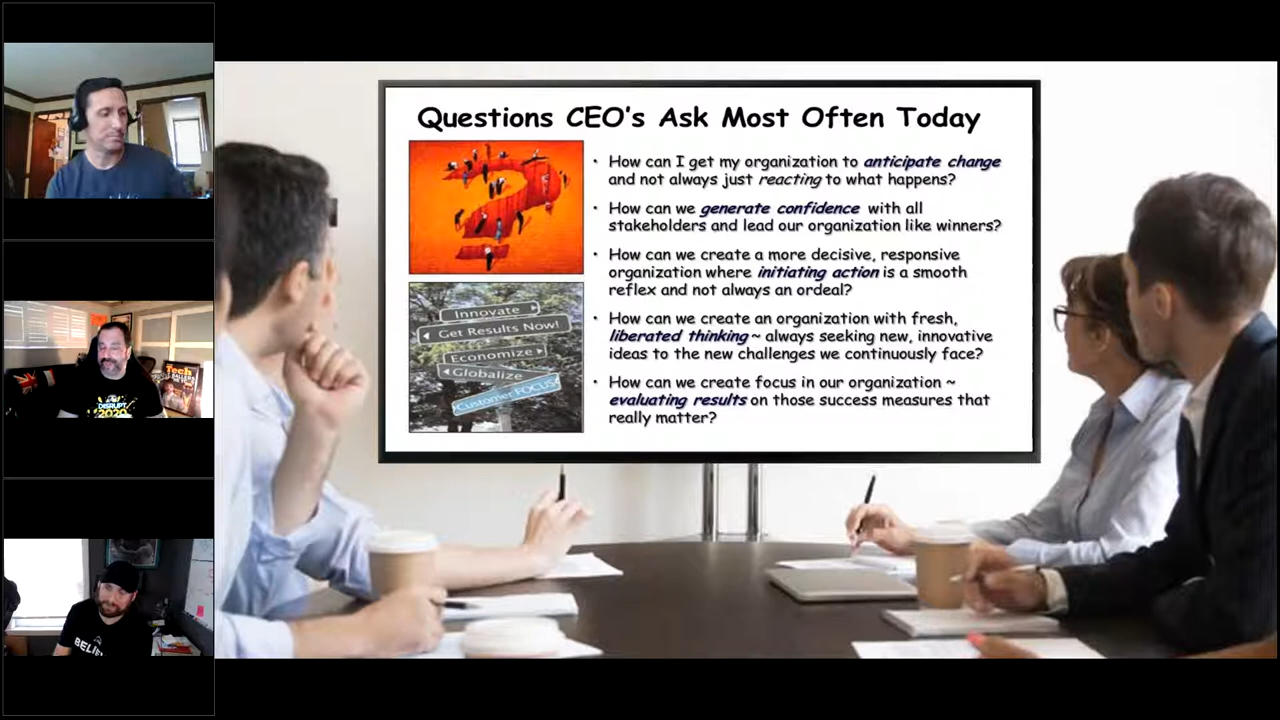 Questions CEO's Ask Most Often Today
• How can I get my organization to anticipate change
and not always just reacting to what happens?
• How can we generate confidence with all
stakeholders and lead our organization like winners?
• How can we create a more decisive, responsive
organization where initiating action is a smooth
reflex and not always an ordeal?
• How can we create an organization with fresh,
liberated thinking ~ always seeking new, innovative
ideas to the new challenges we continuously face?
• How can we create focus in our organization ~
evaluating results on those success measures that
really matter?
Innovate
Get Results Now!
Economize
Globalize
Customer FOCUS!
DISRUPT
2020
Tech
BELIEV